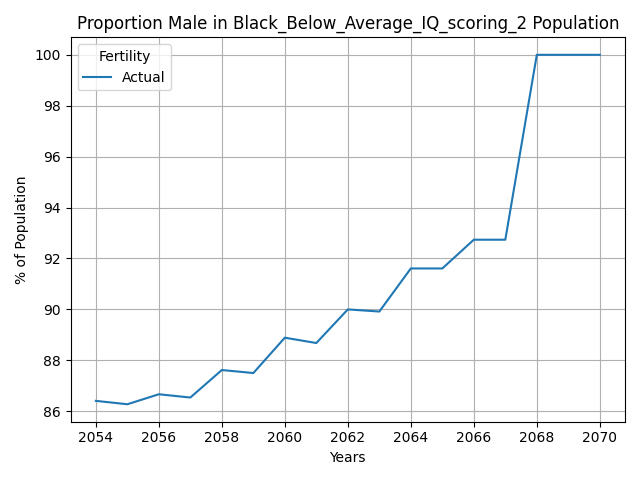 Proportion Male in Black_Below_Average_IQ_scoring_2 Population
Fertility
Actual
100
98
96
94
92
90
88
86
% of Population
2054 2056 2058 2060 2062 2064 2066 2068 2070
Years